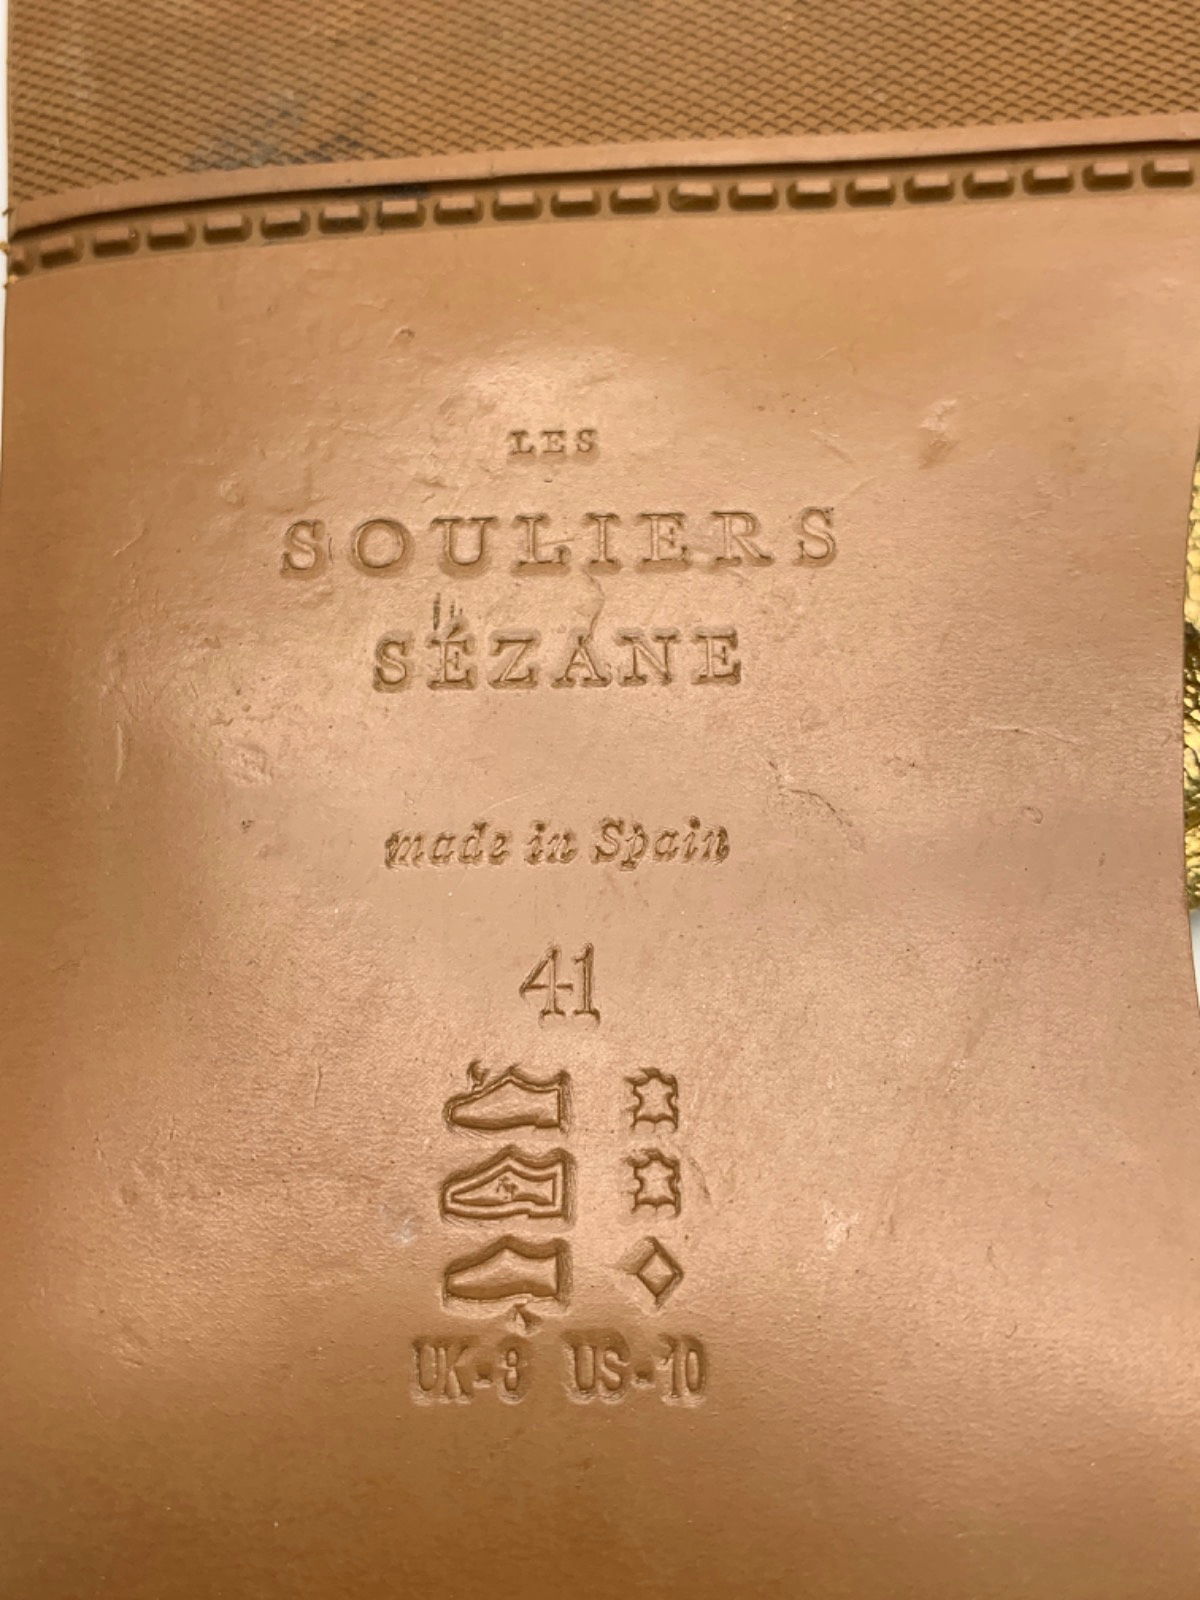 LES
SOULIERS
SÉZANE
made in Spain
41
UK-8 US-10